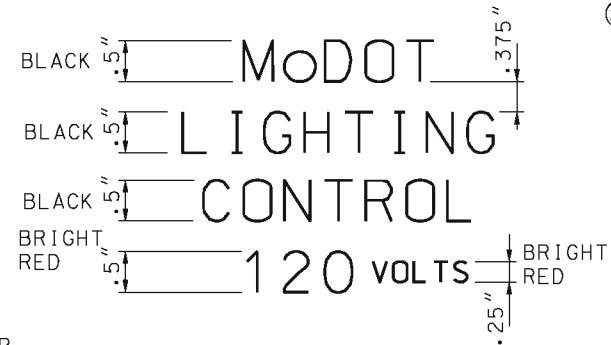 BLACK .5" MoDOT .375"
BLACK .5" LIGHTING
BLACK .5" CONTROL
BRIGHT RED .5" 120 VOLTS BRIGHT RED .25"